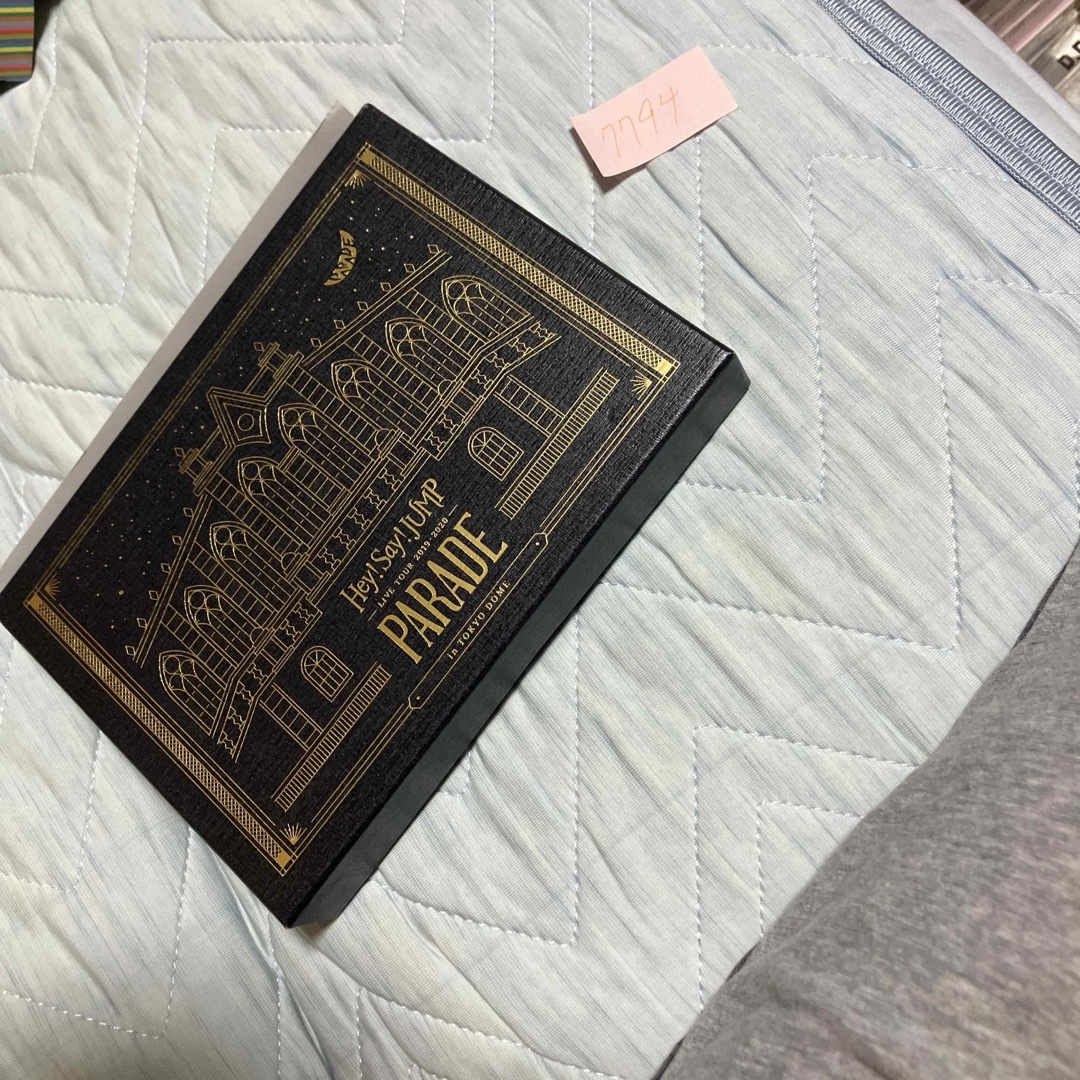 7794
Hey! Say! JUMP
LIVE TOUR 2019-2020
PARADE
in TOKYO DOME